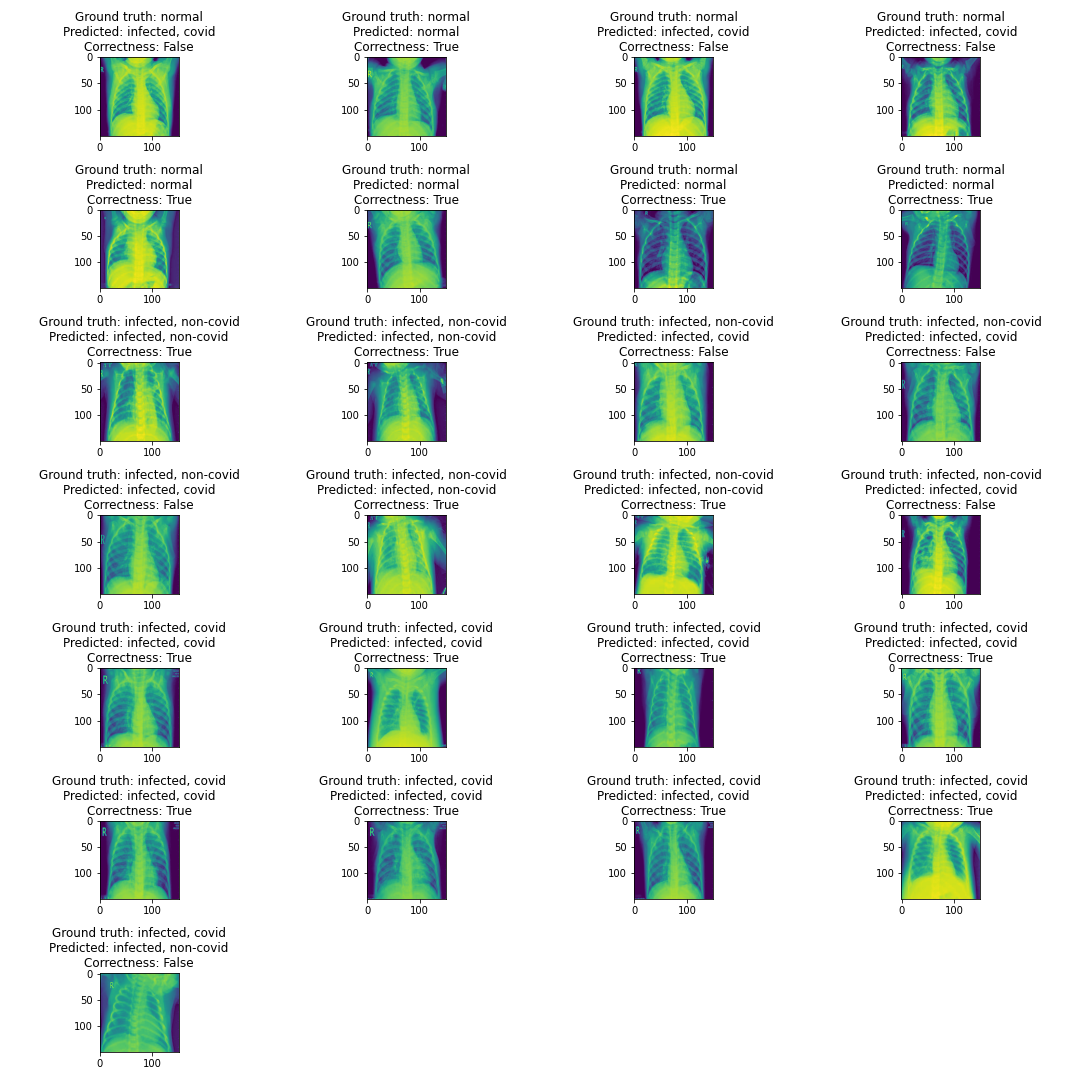 Ground truth: normal
Predicted: infected, covid
Correctness: False
0
50
100
0 100
Ground truth: normal
Predicted: normal
Correctness: True
0
50
100
0 100
Ground truth: normal
Predicted: infected, covid
Correctness: False
0
50
100
0 100
Ground truth: normal
Predicted: infected, covid
Correctness: False
0
50
100
0 100
Ground truth: normal
Predicted: normal
Correctness: True
0
50
100
0 100
Ground truth: normal
Predicted: normal
Correctness: True
0
50
100
0 100
Ground truth: normal
Predicted: normal
Correctness: True
0
50
100
0 100
Ground truth: normal
Predicted: normal
Correctness: True
0
50
100
0 100
Ground truth: infected, non-covid
Predicted: infected, non-covid
Correctness: True
0
50
100
0 100
Ground truth: infected, non-covid
Predicted: infected, non-covid
Correctness: True
0
50
100
0 100
Ground truth: infected, non-covid
Predicted: infected, covid
Correctness: False
0
50
100
0 100
Ground truth: infected, non-covid
Predicted: infected, covid
Correctness: False
0
50
100
0 100
Ground truth: infected, non-covid
Predicted: infected, covid
Correctness: False
0
50
100
0 100
Ground truth: infected, non-covid
Predicted: infected, non-covid
Correctness: True
0
50
100
0 100
Ground truth: infected, non-covid
Predicted: infected, non-covid
Correctness: True
0
50
100
0 100
Ground truth: infected, non-covid
Predicted: infected, covid
Correctness: False
0
50
100
0 100
Ground truth: infected, covid
Predicted: infected, covid
Correctness: True
0
R
50
100
0 100
Ground truth: infected, covid
Predicted: infected, covid
Correctness: True
0
50
100
0 100
Ground truth: infected, covid
Predicted: infected, covid
Correctness: True
0
50
100
0 100
Ground truth: infected, covid
Predicted: infected, covid
Correctness: True
0
50
100
0 100
Ground truth: infected, covid
Predicted: infected, covid
Correctness: True
0
R
50
100
0 100
Ground truth: infected, covid
Predicted: infected, covid
Correctness: True
0
R
50
100
0 100
Ground truth: infected, covid
Predicted: infected, covid
Correctness: True
0
R
50
100
0 100
Ground truth: infected, covid
Predicted: infected, covid
Correctness: True
0
50
100
0 100
Ground truth: infected, covid
Predicted: infected, non-covid
Correctness: False
0
R
50
100
0 100